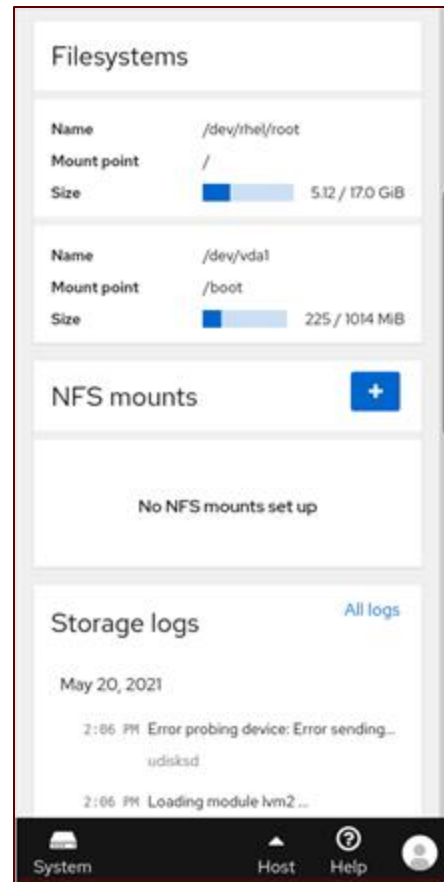 Filesystems
Name /dev/rhel/root
Mount point /
Size 5.12 / 17.0 GiB
Name /dev/vda1
Mount point /boot
Size 225 / 1014 MiB
NFS mounts +
No NFS mounts set up
Storage logs All logs
May 20, 2021
2:06 PM Error probing device: Error sending...
udisksd
2:06 PM Loading module lvm2 ...
System Host Help